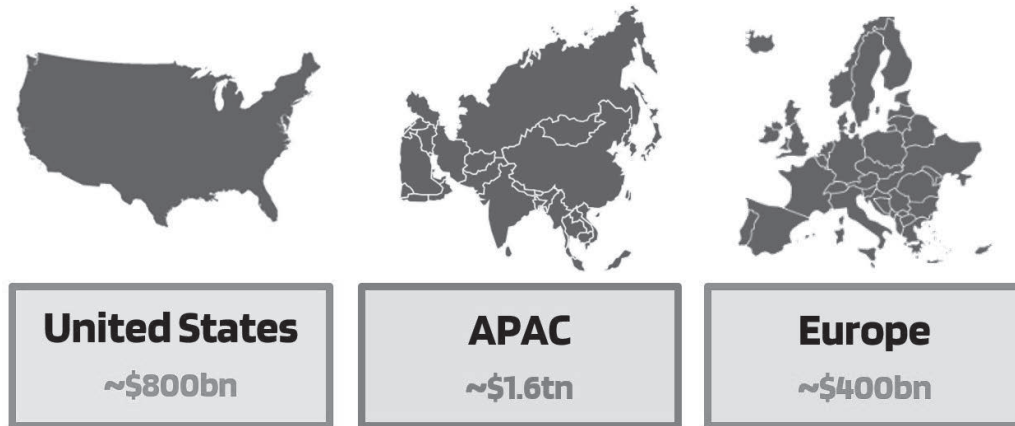 United States
~$800bn
APAC
~$1.6tn
Europe
~$400bn